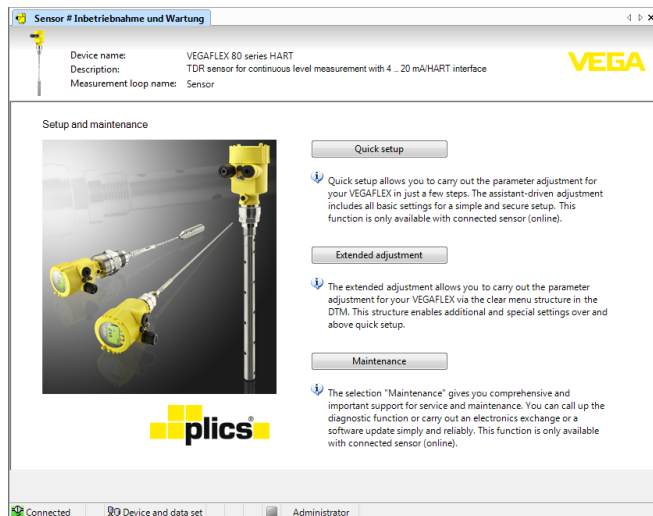 Sensor # Inbetriebnahme und Wartung
Device name: VEGAFLEX 80 series HART
Description: TDR sensor for continuous level measurement with 4 ... 20 mA/HART interface
Measurement loop name: Sensor
VEGA
Setup and maintenance
Quick setup
Quick setup allows you to carry out the parameter adjustment for
your VEGAFLEX in just a few steps. The assistant-driven adjustment
includes all basic settings for a simple and secure setup. This
function is only available with connected sensor (online).
Extended adjustment
The extended adjustment allows you to carry out the parameter
adjustment for your VEGAFLEX via the clear menu structure in the
DTM. This structure enables additional and special settings over and
above quick setup.
Maintenance
The selection "Maintenance" gives you comprehensive and
important support for service and maintenance. You can call up the
diagnostic function or carry out an electronics exchange or a
software update simply and reliably. This function is only available
with connected sensor (online).
plics®
Connected Device and data set Administrator